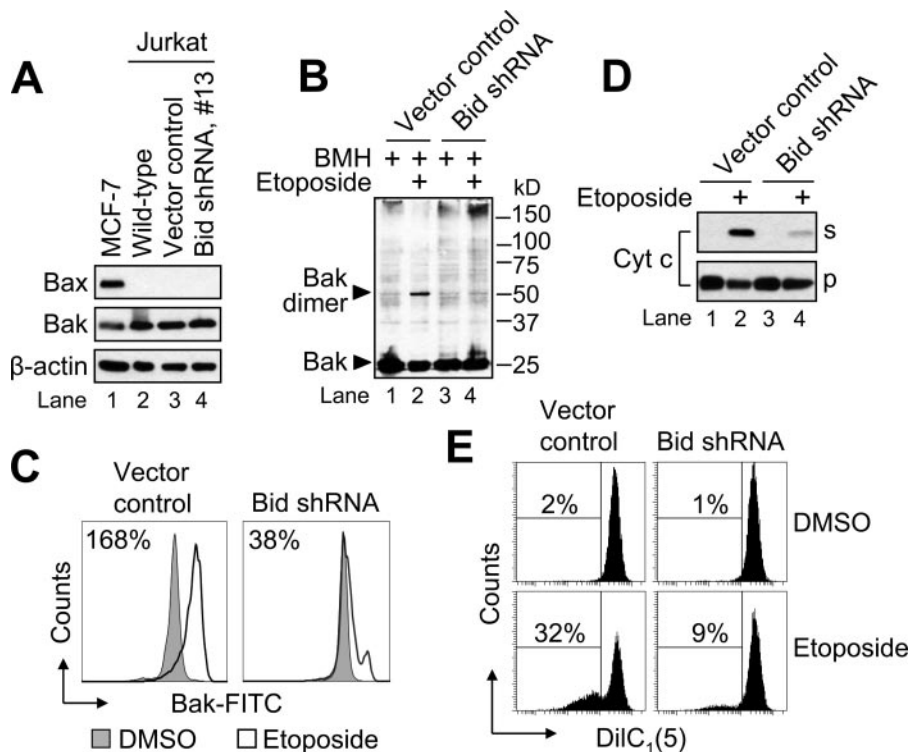 A
Jurkat
MCF-7
Wild-type
Vector control
Bid shRNA, #13
Bax
Bak
β-actin
Lane 1 2 3 4
B
Vector control
Bid shRNA
BMH + + + +
Etoposide + +
kD
150
100
75
Bak dimer
50
37
Bak
25
Lane 1 2 3 4
D
Vector control
Bid shRNA
Etoposide + +
Cyt c
s
p
Lane 1 2 3 4
C
Vector control
Bid shRNA
168%
38%
Counts
Bak-FITC
DMSO
Etoposide
E
Vector control
Bid shRNA
2%
1%
DMSO
32%
9%
Etoposide
Counts
DilC1(5)